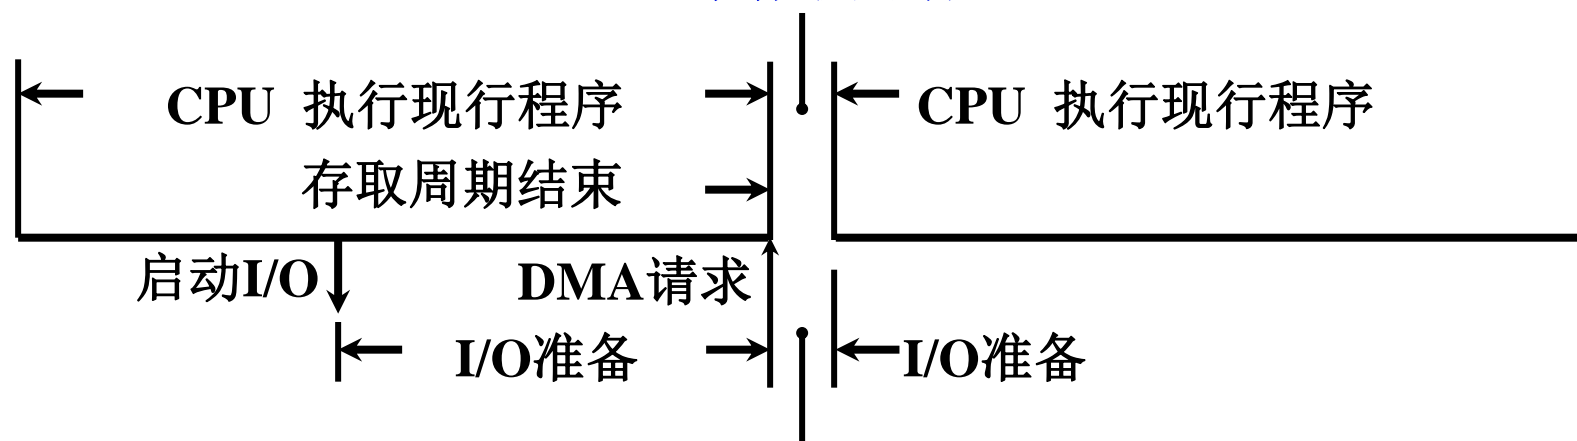 CPU 执行现行程序
CPU 执行现行程序
存取周期结束
启动I/O
DMA请求
I/O准备
I/O准备